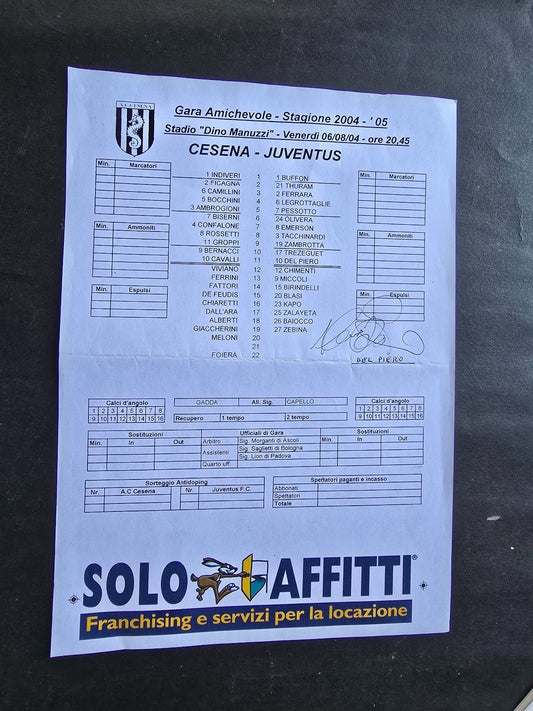 A.C. CESENA
Gara Amichevole - Stagione 2004 - '05
Stadio "Dino Manuzzi" - Venerdì 06/08/04 - ore 20,45
CESENA - JUVENTUS
Min. Marcatori
1 INDIVERI 1 1 BUFFON
Min. Marcatori
2 FICAGNA 2 21 THURAM
6 CAMILLINI 3 2 FERRARA
5 BOCCHINI 4 6 LEGROTTAGLIE
3 AMBROGIONI 5 7 PESSOTTO
7 BISERNI 6 24 OLIVERA
4 CONFALONE 7 8 EMERSON
Min. Ammoniti
8 ROSSETTI 8 3 TACCHINARDI
Min. Ammoniti
11 GROPPI 9 19 ZAMBROTTA
9 BERNACCI 10 17 TREZEGUET
10 CAVALLI 11 10 DEL PIERO
VIVIANO 12 12 CHIMENTI
FERRINI 13 9 MICCOLI
FATTORI 14 15 BIRINDELLI
Min. Espulsi
DE FEUDIS 15 20 BLASI
Min. Espulsi
CHIARETTI 16 23 KAPO
DALL'ARA 17 25 ZALAYETA
ALBERTI 18 26 BAIOCCO
GIACCHERINI 19 27 ZEBINA
MELONI 20
21
FOIERA 22
DEL PIERO
Calci d'angolo
1 2 3 4 5 6 7 8
9 10 11 12 13 14 15 16
GADDA All. Sig. CAPELLO
Recupero 1 tempo 2 tempo
Calci d'angolo
1 2 3 4 5 6 7 8
9 10 11 12 13 14 15 16
Sostituzioni
Min. In Out
Ufficiali di Gara
Arbitro Sig. Morganti di Ascoli
Assistenti Sig. Saglietti di Bologna
Sig. Lion di Padova
Quarto uff.
Sostituzioni
Min. In Out
Sorteggio Antidoping
Nr. A.C Cesena Nr. Juventus F.C.
Spettatori paganti e incasso
Abbonati
Spettatori
Totale
SOLO AFFITTI®
Franchising e servizi per la locazione